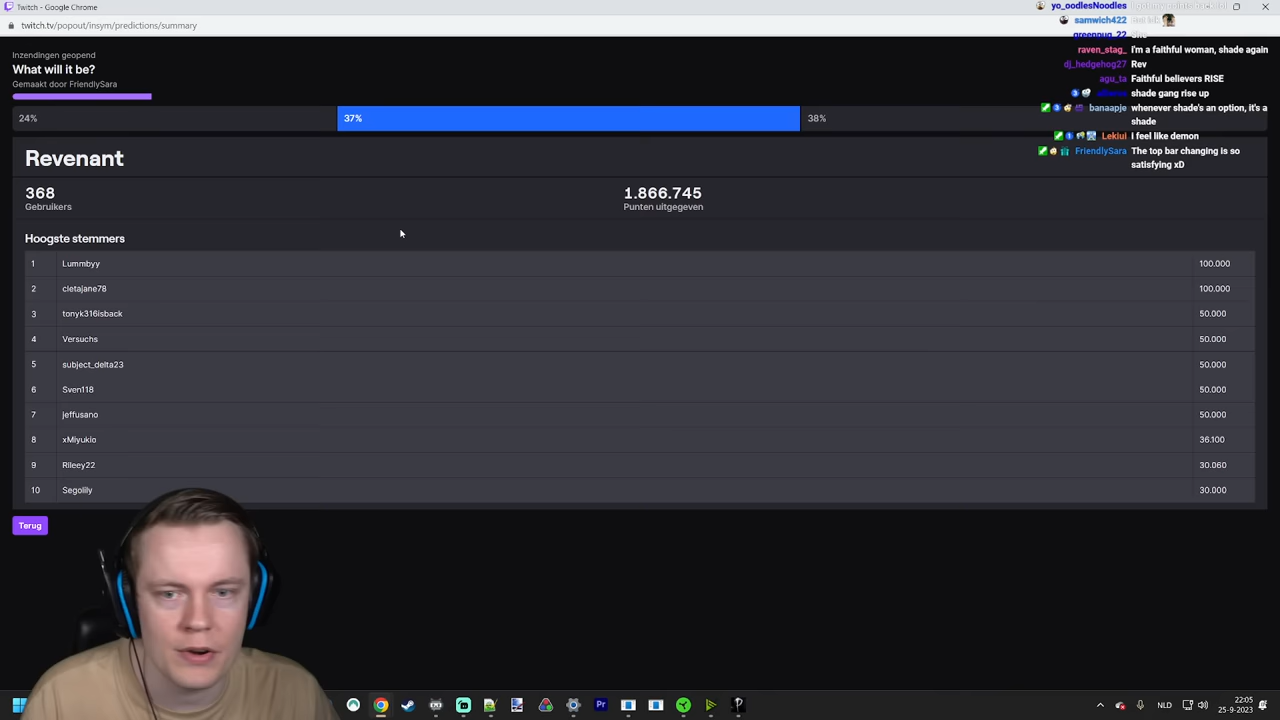 Twitch - Google Chrome
twitch.tv/popout/insym/predictions/summary
Inzendingen geopend
What will it be?
Gemaakt door FriendlySara
24%
37%
38%
Revenant
368
Gebruikers
1.866.745
Punten uitgegeven
Hoogste stemmers
1 Lummbyy 100.000
2 cletajane78 100.000
3 tonyk316isback 50.000
4 Versuchs 50.000
5 subject_delta23 50.000
6 Sven118 50.000
7 jeffusano 50.000
8 xMiyukio 36.100
9 Rileey22 30.060
10 Segolily 30.000
Terug
yo_oodlesNoodles
samwich422
greenpug_22
raven_stag_ I'm a faithful woman, shade again
dj_hedgehog27 Rev
agu_ta Faithful believers RISE
shade gang rise up
banaapje whenever shade's an option, it's a
shade
Lekiui I feel like demon
FriendlySara The top bar changing is so
satisfying xD
NLD
22:05
25-9-2023